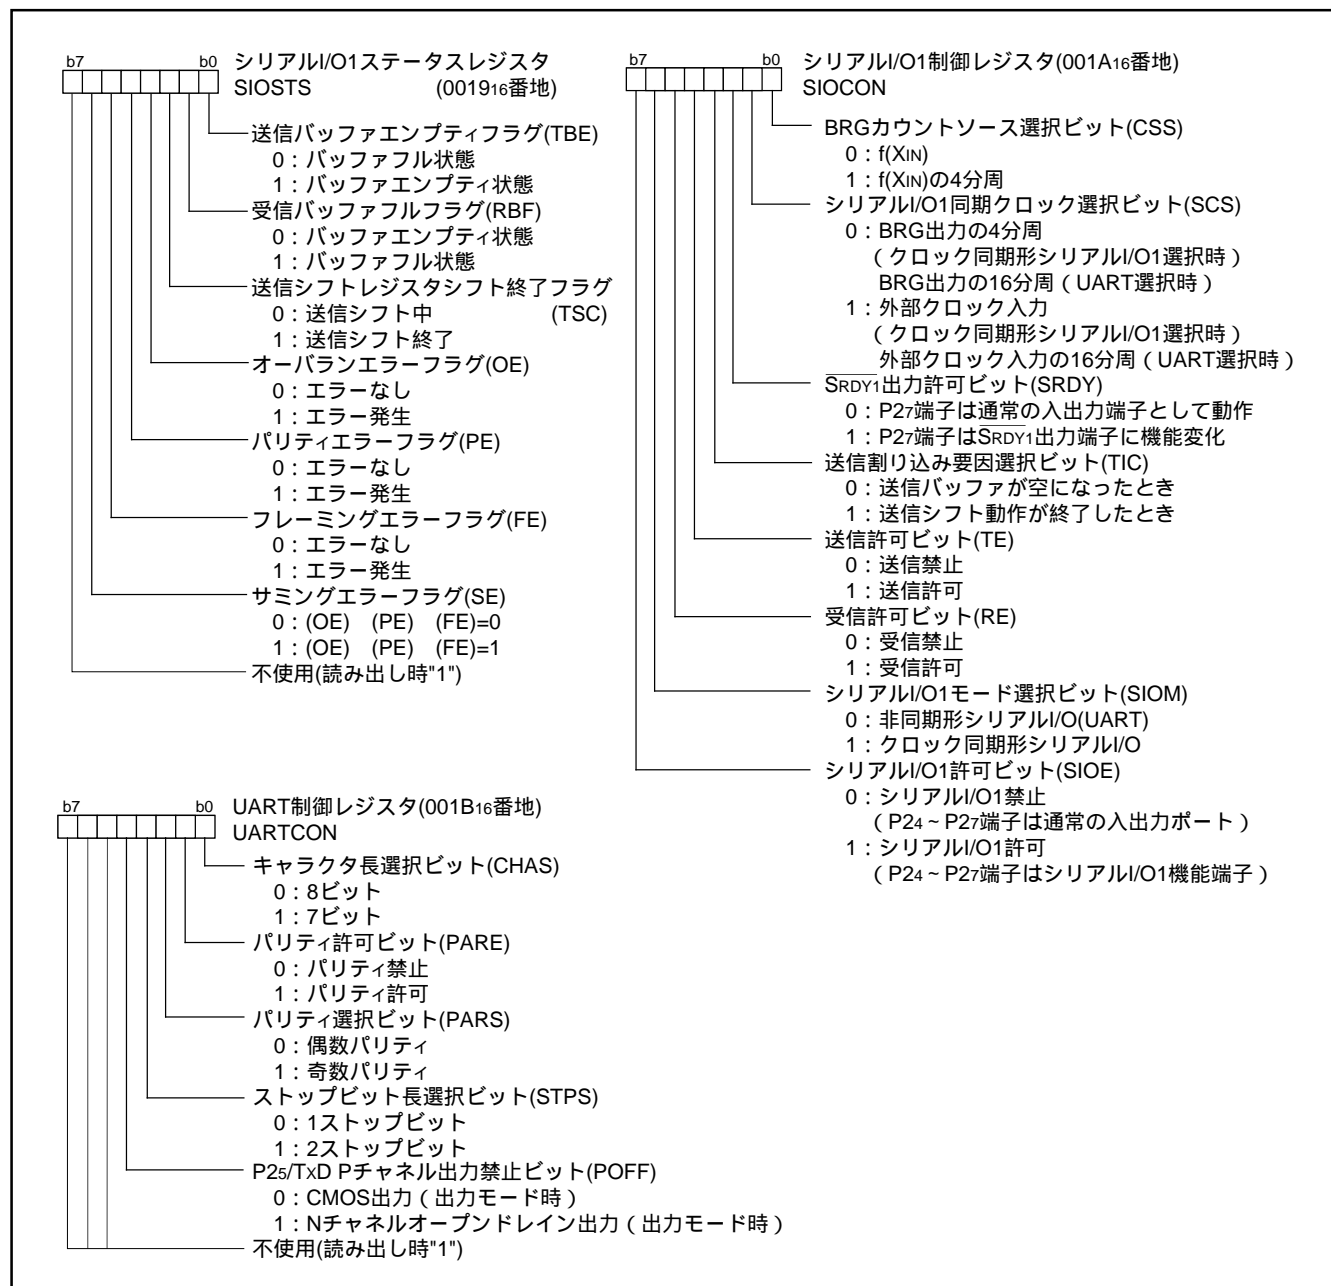 b7 b0 シリアルI/O1ステータスレジスタ
SIOSTS (001916番地)
送信バッファエンプティフラグ(TBE)
0：バッファフル状態
1：バッファエンプティ状態
受信バッファフルフラグ(RBF)
0：バッファエンプティ状態
1：バッファフル状態
送信シフトレジスタシフト終了フラグ
0：送信シフト中 (TSC)
1：送信シフト終了
オーバランエラーフラグ(OE)
0：エラーなし
1：エラー発生
パリティエラーフラグ(PE)
0：エラーなし
1：エラー発生
フレーミングエラーフラグ(FE)
0：エラーなし
1：エラー発生
サミングエラーフラグ(SE)
0：(OE) (PE) (FE)=0
1：(OE) (PE) (FE)=1
不使用(読み出し時"1")
b7 b0 UART制御レジスタ(001B16番地)
UARTCON
キャラクタ長選択ビット(CHAS)
0：8ビット
1：7ビット
パリティ許可ビット(PARE)
0：パリティ禁止
1：パリティ許可
パリティ選択ビット(PARS)
0：偶数パリティ
1：奇数パリティ
ストップビット長選択ビット(STPS)
0：1ストップビット
1：2ストップビット
P25/TXD Pチャネル出力禁止ビット(POFF)
0：CMOS出力（出力モード時）
1：Nチャネルオープンドレイン出力（出力モード時）
不使用(読み出し時"1")
b7 b0 シリアルI/O1制御レジスタ(001A16番地)
SIOCON
BRGカウントソース選択ビット(CSS)
0：f(XIN)
1：f(XIN)の4分周
シリアルI/O1同期クロック選択ビット(SCS)
0：BRG出力の4分周
（クロック同期形シリアルI/O1選択時）
BRG出力の16分周（UART選択時）
1：外部クロック入力
（クロック同期形シリアルI/O1選択時）
外部クロック入力の16分周（UART選択時）
SRDY1出力許可ビット(SRDY)
0：P27端子は通常の入出力端子として動作
1：P27端子はSRDY1出力端子に機能変化
送信割り込み要因選択ビット(TIC)
0：送信バッファが空になったとき
1：送信シフト動作が終了したとき
送信許可ビット(TE)
0：送信禁止
1：送信許可
受信許可ビット(RE)
0：受信禁止
1：受信許可
シリアルI/O1モード選択ビット(SIOM)
0：非同期形シリアルI/O(UART)
1：クロック同期形シリアルI/O
シリアルI/O1許可ビット(SIOE)
0：シリアルI/O1禁止
（P24～P27端子は通常の入出力ポート）
1：シリアルI/O1許可
（P24～P27端子はシリアルI/O1機能端子）